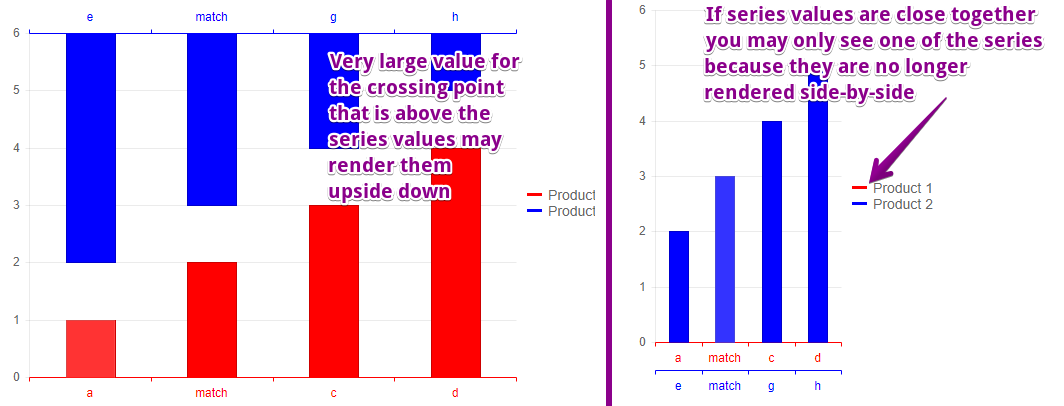 e match g h
6
5
4
3
2
1
0
a match c d
Very large value for
the crossing point
that is above the
series values may
render them
upside down
Product
Product
6
5
4
3
2
1
0
a match c d
e match g h
If series values are close together
you may only see one of the series
because they are no longer
rendered side-by-side
Product 1
Product 2